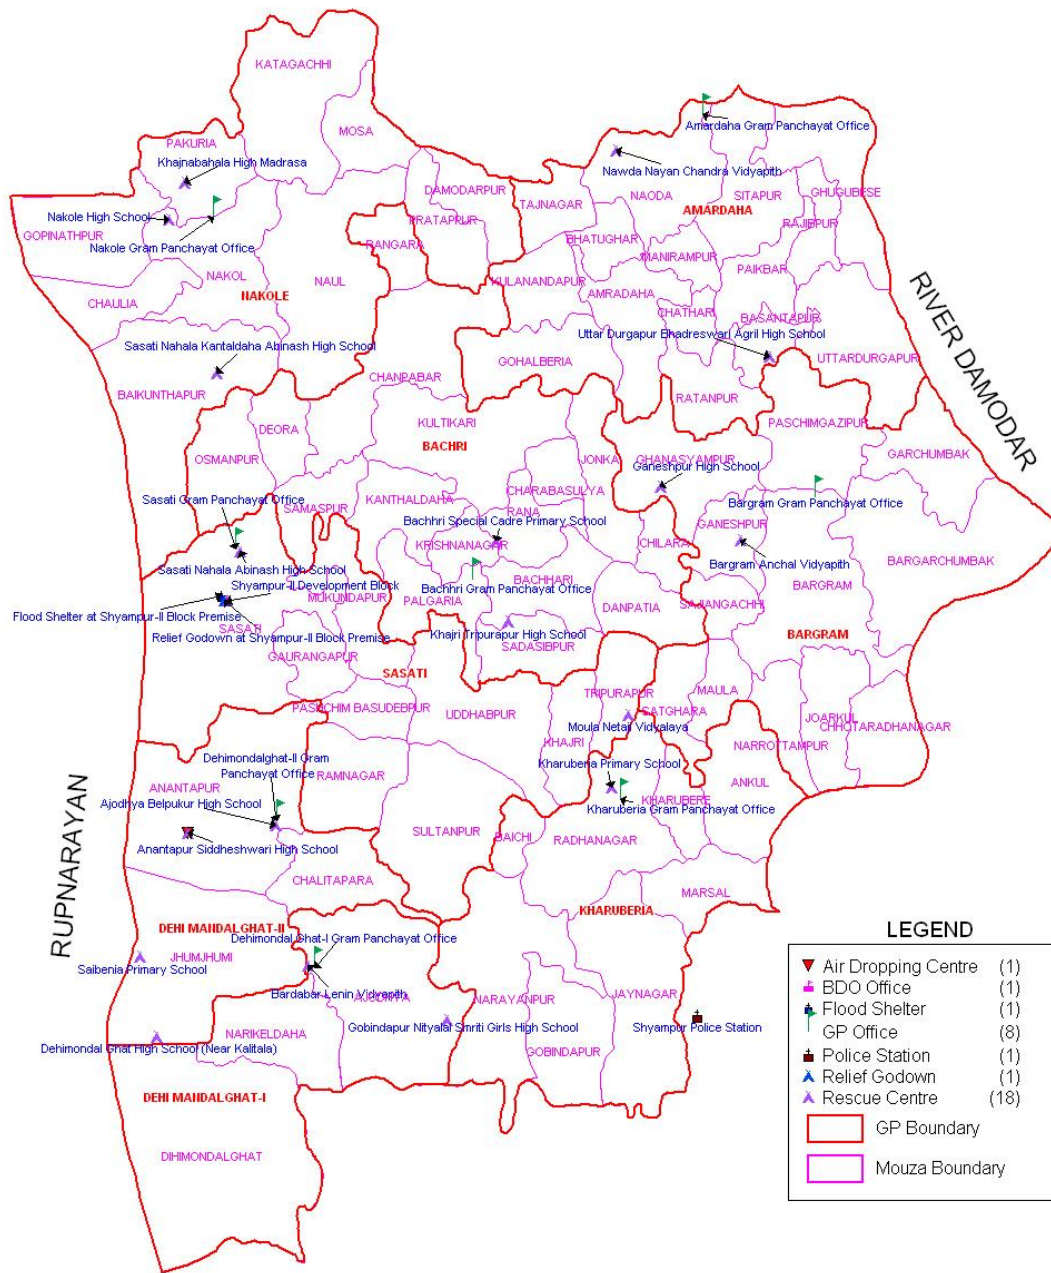 KATAGACHHI
MOSA
PAKURIA
Khajnabahala High Madrasa
Amardaha Gram Panchayat Office
Nawda Nayan Chandra Vidyapith
DAMODARPUR
TAJNAGAR
NAODA
SITAPUR
GHUGUBESE
AMARDAHA
Nakole High School
GOPINATHPUR
Nakole Gram Panchayat Office
PRATAPPUR
RANGARA
BHATUGHAR
RAJIBPUR
MANIRAMPUR
PAIKBAR
NAKOL
NAUL
KULANANDAPUR
AMRADAHA
CHAULIA
NAKOLE
CHATHARI
BASANTAPUR
Uttar Durgapur Bhadreswari Agril High School
RIVER DAMODAR
Sasati Nahala Kantaldaha Abinash High School
GOHALBERIA
UTTARDURGAPUR
CHANPABAR
BAIKUNTHAPUR
RATANPUR
KULTIKARI
DEORA
BACHRI
PASCHIMGAZIPUR
OSMANPUR
JONKA
GHANASYAMPUR
GARCHUMBAK
Ganeshpur High School
Sasati Gram Panchayat Office
SAMASPUR
KANTHALDAHA
CHARABASULYA
RANA
Bargram Gram Panchayat Office
Bachhri Special Cadre Primary School
GANESHPUR
KRISHNANAGAR
CHILARA
Sasati Nahala Abinash High School
Bargram Anchal Vidyapith
BARGARCHUMBAK
Shyampur-II Development Block
BACHHARI
BARGRAM
Bachhri Gram Panchayat Office
MUKUNDAPUR
PALGARIA
DANPATIA
SAJIANGACHHI
Flood Shelter at Shyampur-II Block Premise
SASATI
Relief Godown at Shyampur-II Block Premise
Khajri Tripurapur High School
SADASIBPUR
BARGRAM
GAURANGAPUR
SASATI
TRIPURAPUR
MAULA
PASHCHIM BASUDEBPUR
UDDHABPUR
SATGHARA
JOARKUL
CHHOTARADHANAGAR
Moula Netaji Vidyalaya
KHAJRI
NARROTTAMPUR
Dehimondalghat-II Gram
Panchayat Office
Kharuberia Primary School
RAMNAGAR
ANKUL
ANANTAPUR
Ajodhya Belpukur High School
KHARUBERE
Kharuberia Gram Panchayat Office
SULTANPUR
BAICHI
RADHANAGAR
Anantapur Siddheshwari High School
RUPNARAYAN
CHALITAPARA
MARSAL
KHARUBERIA
DEHI MANDALGHAT-II
Dehimondal Ghat-I Gram Panchayat Office
JHUMJHUMI
Saibenia Primary School
Bardabar Lenin Vidyapith
AJODHYA
NARAYANPUR
JAYNAGAR
NARIKELDAHA
Gobindapur Nityalal Smriti Girls High School
Shyampur Police Station
Dehimondal Ghat High School (Near Kalitala)
GOBINDAPUR
DEHI MANDALGHAT-I
DIHIMONDALGHAT
LEGEND
Air Dropping Centre (1)
BDO Office (1)
Flood Shelter (1)
GP Office (8)
Police Station (1)
Relief Godown (1)
Rescue Centre (18)
GP Boundary
Mouza Boundary